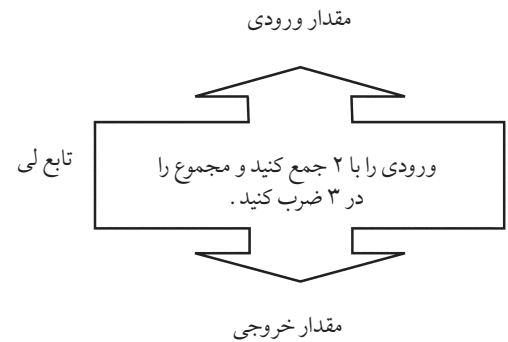 مقدار ورودی
تابع لی
ورودی را با ۲ جمع کنید و مجموع را
در ۳ ضرب کنید .
مقدار خروجی